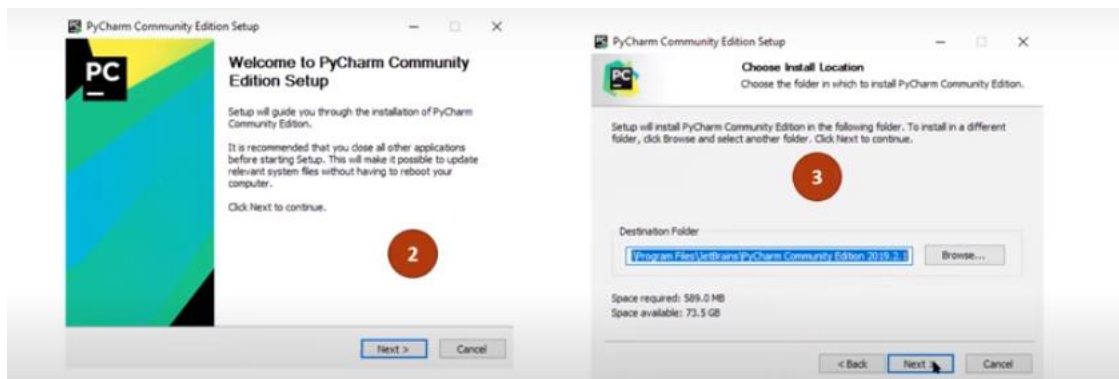 PyCharm Community Edition Setup
PC
Welcome to PyCharm Community
Edition Setup
Setup will guide you through the installation of PyCharm
Community Edition.
It is recommended that you close all other applications
before starting Setup. This will make it possible to update
relevant system files without having to reboot your
computer.
Click Next to continue.
2
Next >
Cancel
PyCharm Community Edition Setup
PC
Choose Install Location
Choose the folder in which to install PyCharm Community Edition.
Setup will install PyCharm Community Edition in the following folder. To install in a different
folder, click Browse and select another folder. Click Next to continue.
3
Destination Folder
\Program Files\JetBrains\PyCharm Community Edition 2019.2.1
Browse...
Space required: 589.0 MB
Space available: 73.5 GB
< Back
Next >
Cancel